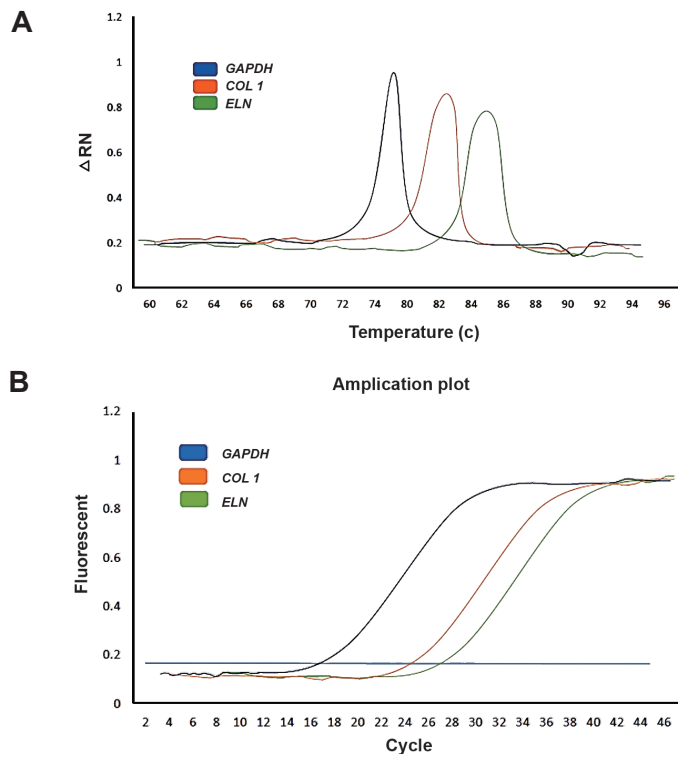 A
1.2
1
0.8
0.6
0.4
0.2
0
△RN
GAPDH
COL 1
ELN
60 62 64 66 68 70 72 74 80 82 84 86 88 90 92 94 96
Temperature (c)
B
Amplication plot
1.2
1
0.8
0.6
0.4
0.2
0
Fluorescent
GAPDH
COL 1
ELN
2 4 6 8 10 12 14 16 18 20 22 24 26 28 30 32 34 36 38 40 42 44 46
Cycle